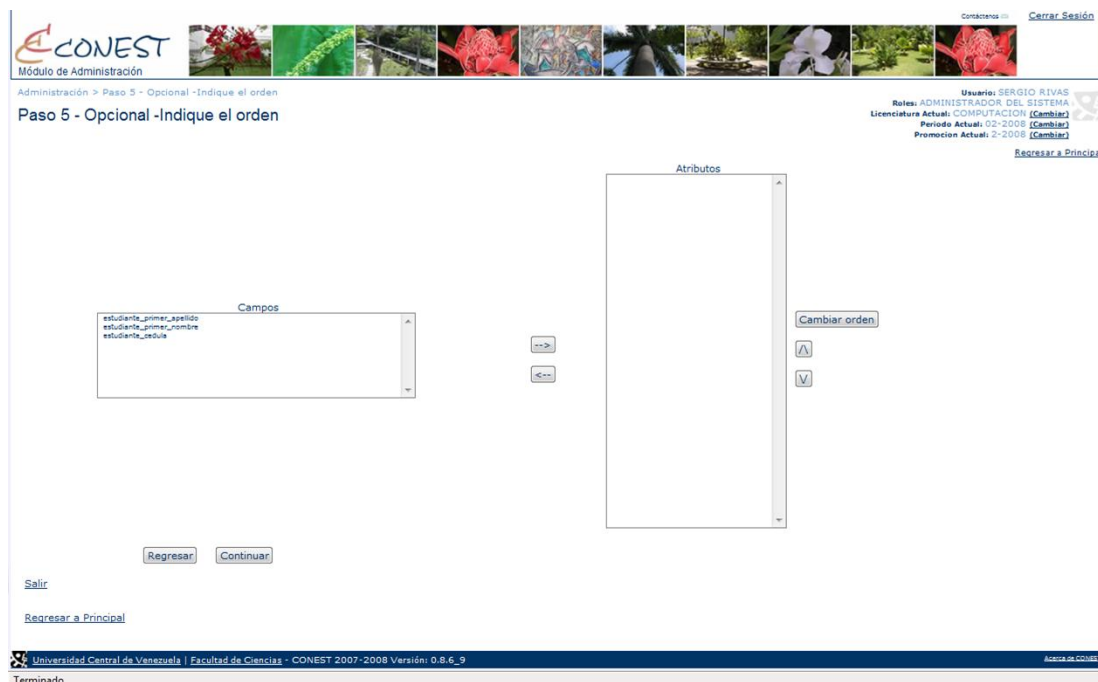 Contáctenos
Cerrar Sesión
CONEST
Módulo de Administración
Administración > Paso 5 - Opcional -Indique el orden
Paso 5 - Opcional -Indique el orden
Usuario: SERGIO RIVAS
Roles: ADMINISTRADOR DEL SISTEMA
Licenciatura Actual: COMPUTACION (Cambiar)
Periodo Actual: 02-2008 (Cambiar)
Promocion Actual: 2-2008 (Cambiar)
Regresar a Principa
Atributos
Campos
estudiante_primer_apellido
estudiante_primer_nombre
estudiante_cedula
-->
<--
Cambiar orden
/\
\/
Regresar
Continuar
Salir
Regresar a Principal
Universidad Central de Venezuela | Facultad de Ciencias - CONEST 2007-2008 Versión: 0.8.6_9
Acerca de CONEST
Terminado